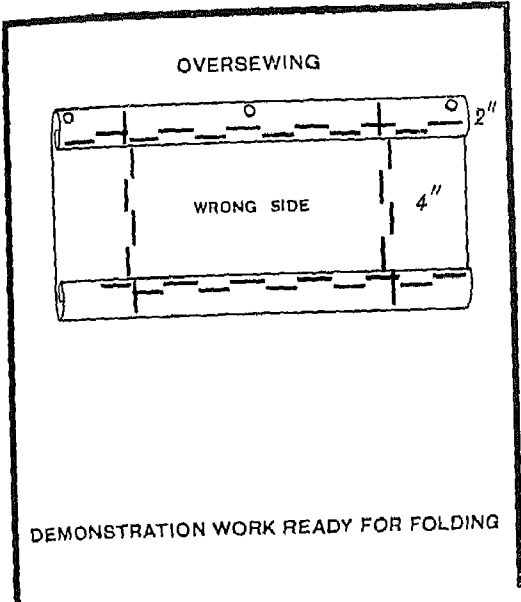 OVERSEWING
2"
WRONG SIDE
4"
DEMONSTRATION WORK READY FOR FOLDING